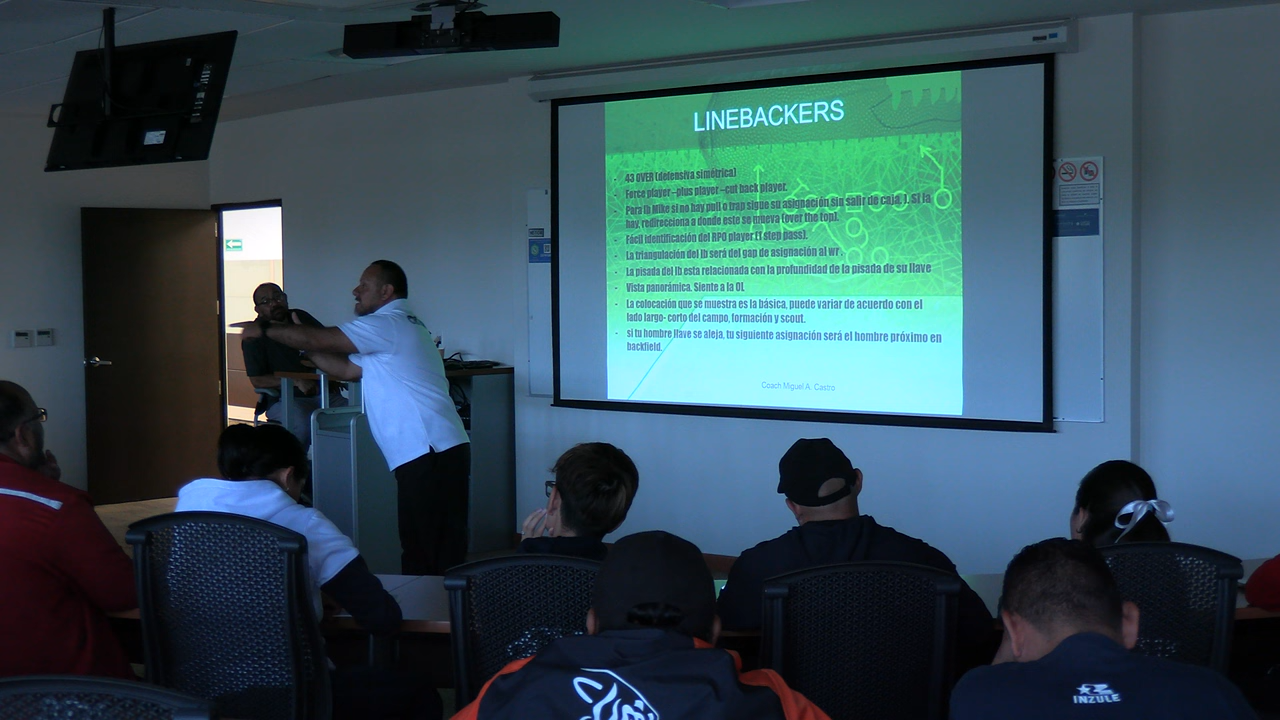 LINEBACKERS
- 43 OVER (defensiva simétrica)
- Force player –plus player –cut back player.
- Para lb Mike si no hay pull o trap sigue su asignación sin salir de caja. ). Si la
hay, redirecciona a donde este se mueva (over the top).
- Fácil identificación del RPO player (1 step pass).
- La triangulación del lb será del gap de asignación al wr .
- La pisada del lb esta relacionada con la profundidad de la pisada de su llave
- Vista panorámica. Siente a la OL
- La colocación que se muestra es la básica, puede variar de acuerdo con el
lado largo- corto del campo, formación y scout.
- si tu hombre llave se aleja, tu siguiente asignación será el hombre próximo en
backfield.
Coach Miguel A. Castro
INZULE